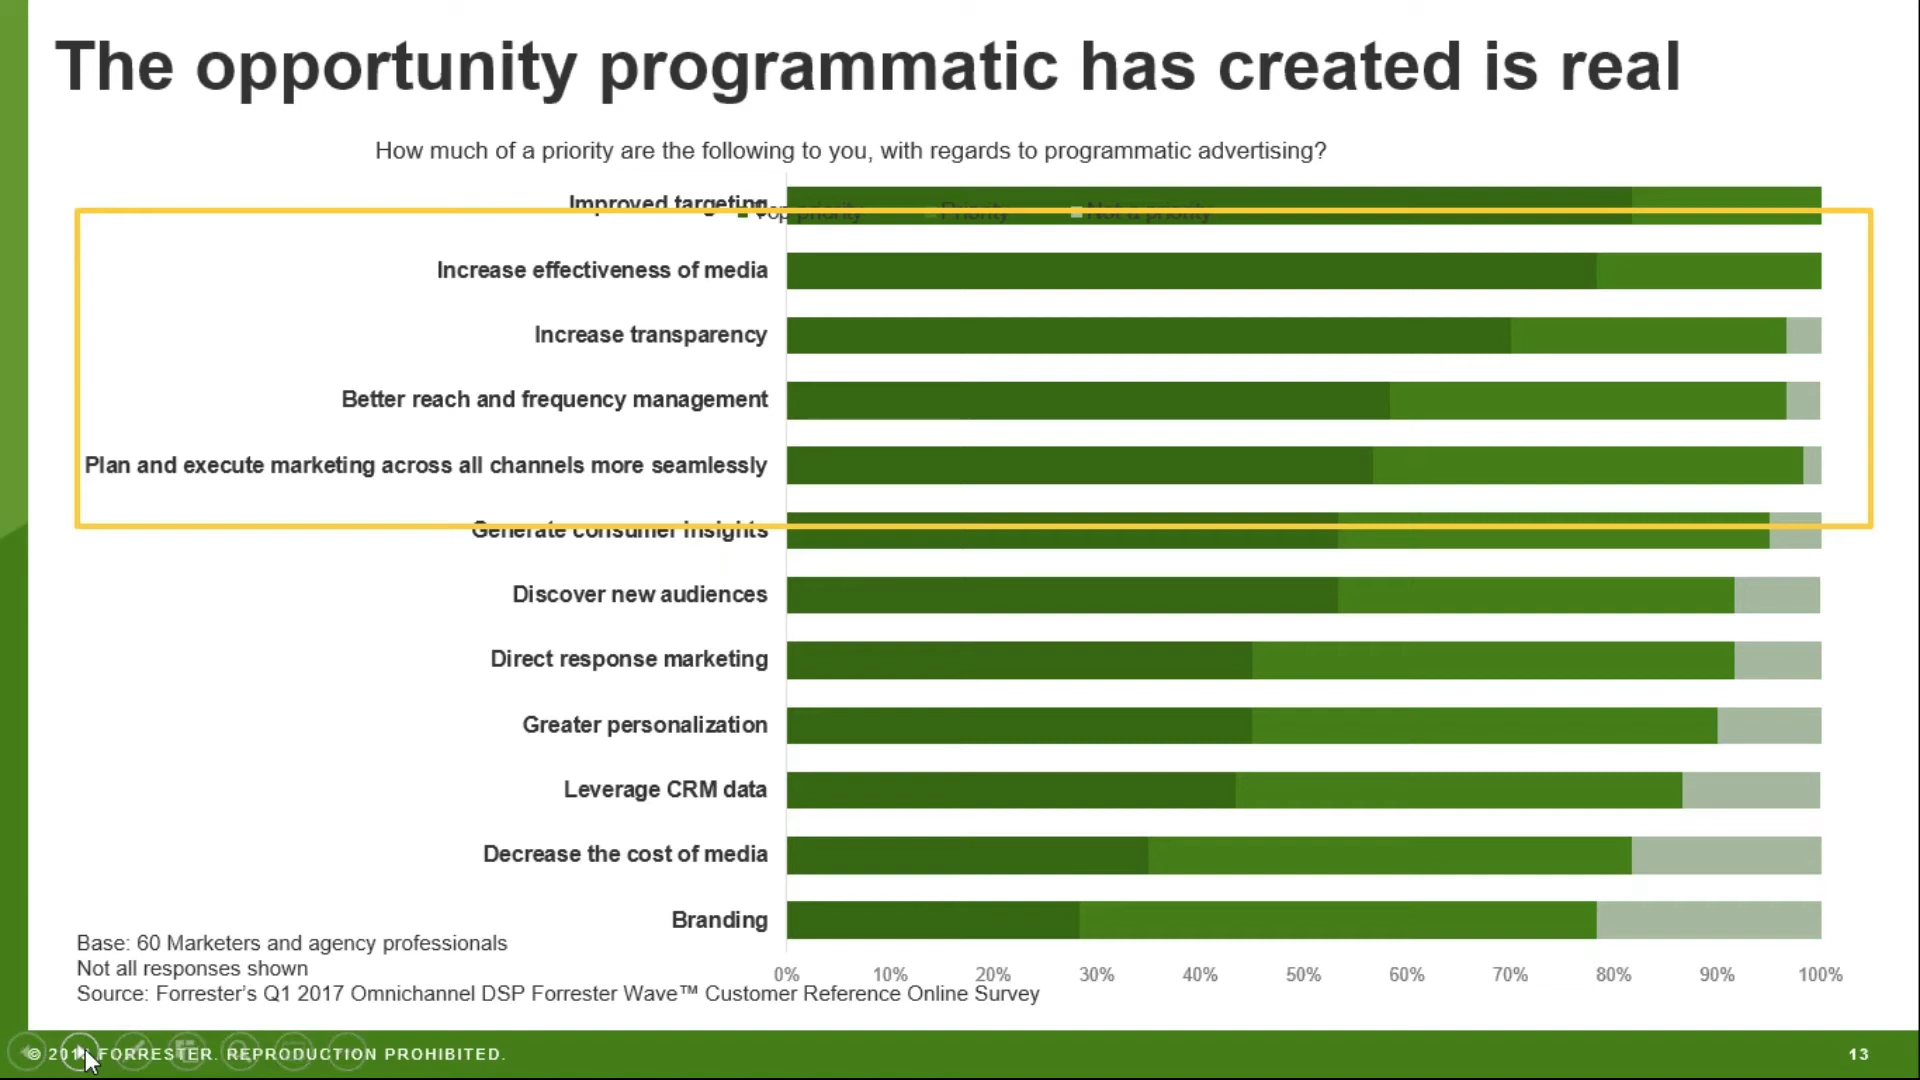 The opportunity programmatic has created is real
How much of a priority are the following to you, with regards to programmatic advertising?
Improved targeting
Top priority Priority Not a priority
Increase effectiveness of media
Increase transparency
Better reach and frequency management
Plan and execute marketing across all channels more seamlessly
Generate consumer insights
Discover new audiences
Direct response marketing
Greater personalization
Leverage CRM data
Decrease the cost of media
Branding
0% 10% 20% 30% 40% 50% 60% 70% 80% 90% 100%
Base: 60 Marketers and agency professionals
Not all responses shown
Source: Forrester’s Q1 2017 Omnichannel DSP Forrester Wave™ Customer Reference Online Survey
© FORRESTER. REPRODUCTION PROHIBITED.
13